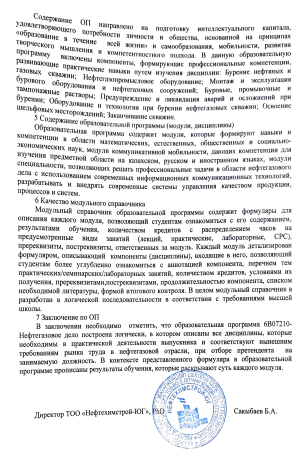 Содержание ОП направлено на подготовку интеллектуального капитала,
удовлетворяющего потребности личности и общества, основанной на принципах
«образование в течение всей жизни» и самообразования, мобильности, развития
творческого мышления и компетентностного подхода. В данную образовательную
программу включены компоненты, формирующие профессиональные компетенции,
развивающие практические навыки путем изучения дисциплин: Бурение нефтяных и
газовых скважин; Нефтегазопромысловое оборудование; Монтаж и эксплуатация
бурового оборудования и нефтегазовых сооружений; Буровые, промывочные и
тампонажные растворы; Предупреждение и ликвидация аварий и осложнений при
бурении; Оборудование и технология при бурении нефтегазовых скважин; Освоение
шельфовых месторождений; Заканчивание скважин.
5 Содержание образовательной программы (модули, дисциплины)
Образовательная программа содержит модули, которые формируют навыки и
компетенции в области математических, естественных, общественных и социально-
экономических наук, модули коммуникативной мобильности, дающих компетенции для
изучения предметной области на казахском, русском и иностранном языках, модули
специальности, позволяющих решать профессиональные задачи в области нефтегазового
дела с использованием современных информационных коммуникационных технологий,
разрабатывать и внедрять современные системы управления качеством продукции,
процессов и систем.
6 Качество модульного справочника
Модульный справочник образовательной программы содержит формуляры для
описания каждого модуля, позволяющий студентам ознакомиться с его содержанием,
результатами обучения, количеством кредитов с распределением часов на
предусмотренные виды занятий (лекций, практические, лабораторные, СРС),
пререквизиты, постреквизиты, ответственных за модуль. Каждый модуль детализирован
формуляром, описывающий компоненты (дисциплины), входящие в него, позволяющий
студентам более углубленно ознакомиться с аннотацией компонента, перечнем тем
практических/семинарских/лабораторных занятий, количеством кредитов, условиями их
получения, пререквизитами,постреквизитами, продолжительностью компонента, списком
необходимой литературы, формой итогового контроля. В целом модульный справочник
разработан в логической последовательности в соответствии с требованиями высшей
школы.
7 Заключение по ОП
В заключении необходимо отметить, что образовательная программа 6В07210-
Нефтегазовое дело построена логически, в котором описаны все дисциплины, которые
необходимы в практической деятельности выпускника и соответствуют нынешним
требованиям рынка труда в нефтегазовой отрасли, при отборе претендента на
занимаемую должность. В контексте представленного формуляра в образовательной
программе прописаны результаты обучения, которые раскрывают суть каждого модуля.
Директор ТОО «Нефтехимстрой-ЮГ», PhD Сакыбаев Б.А.